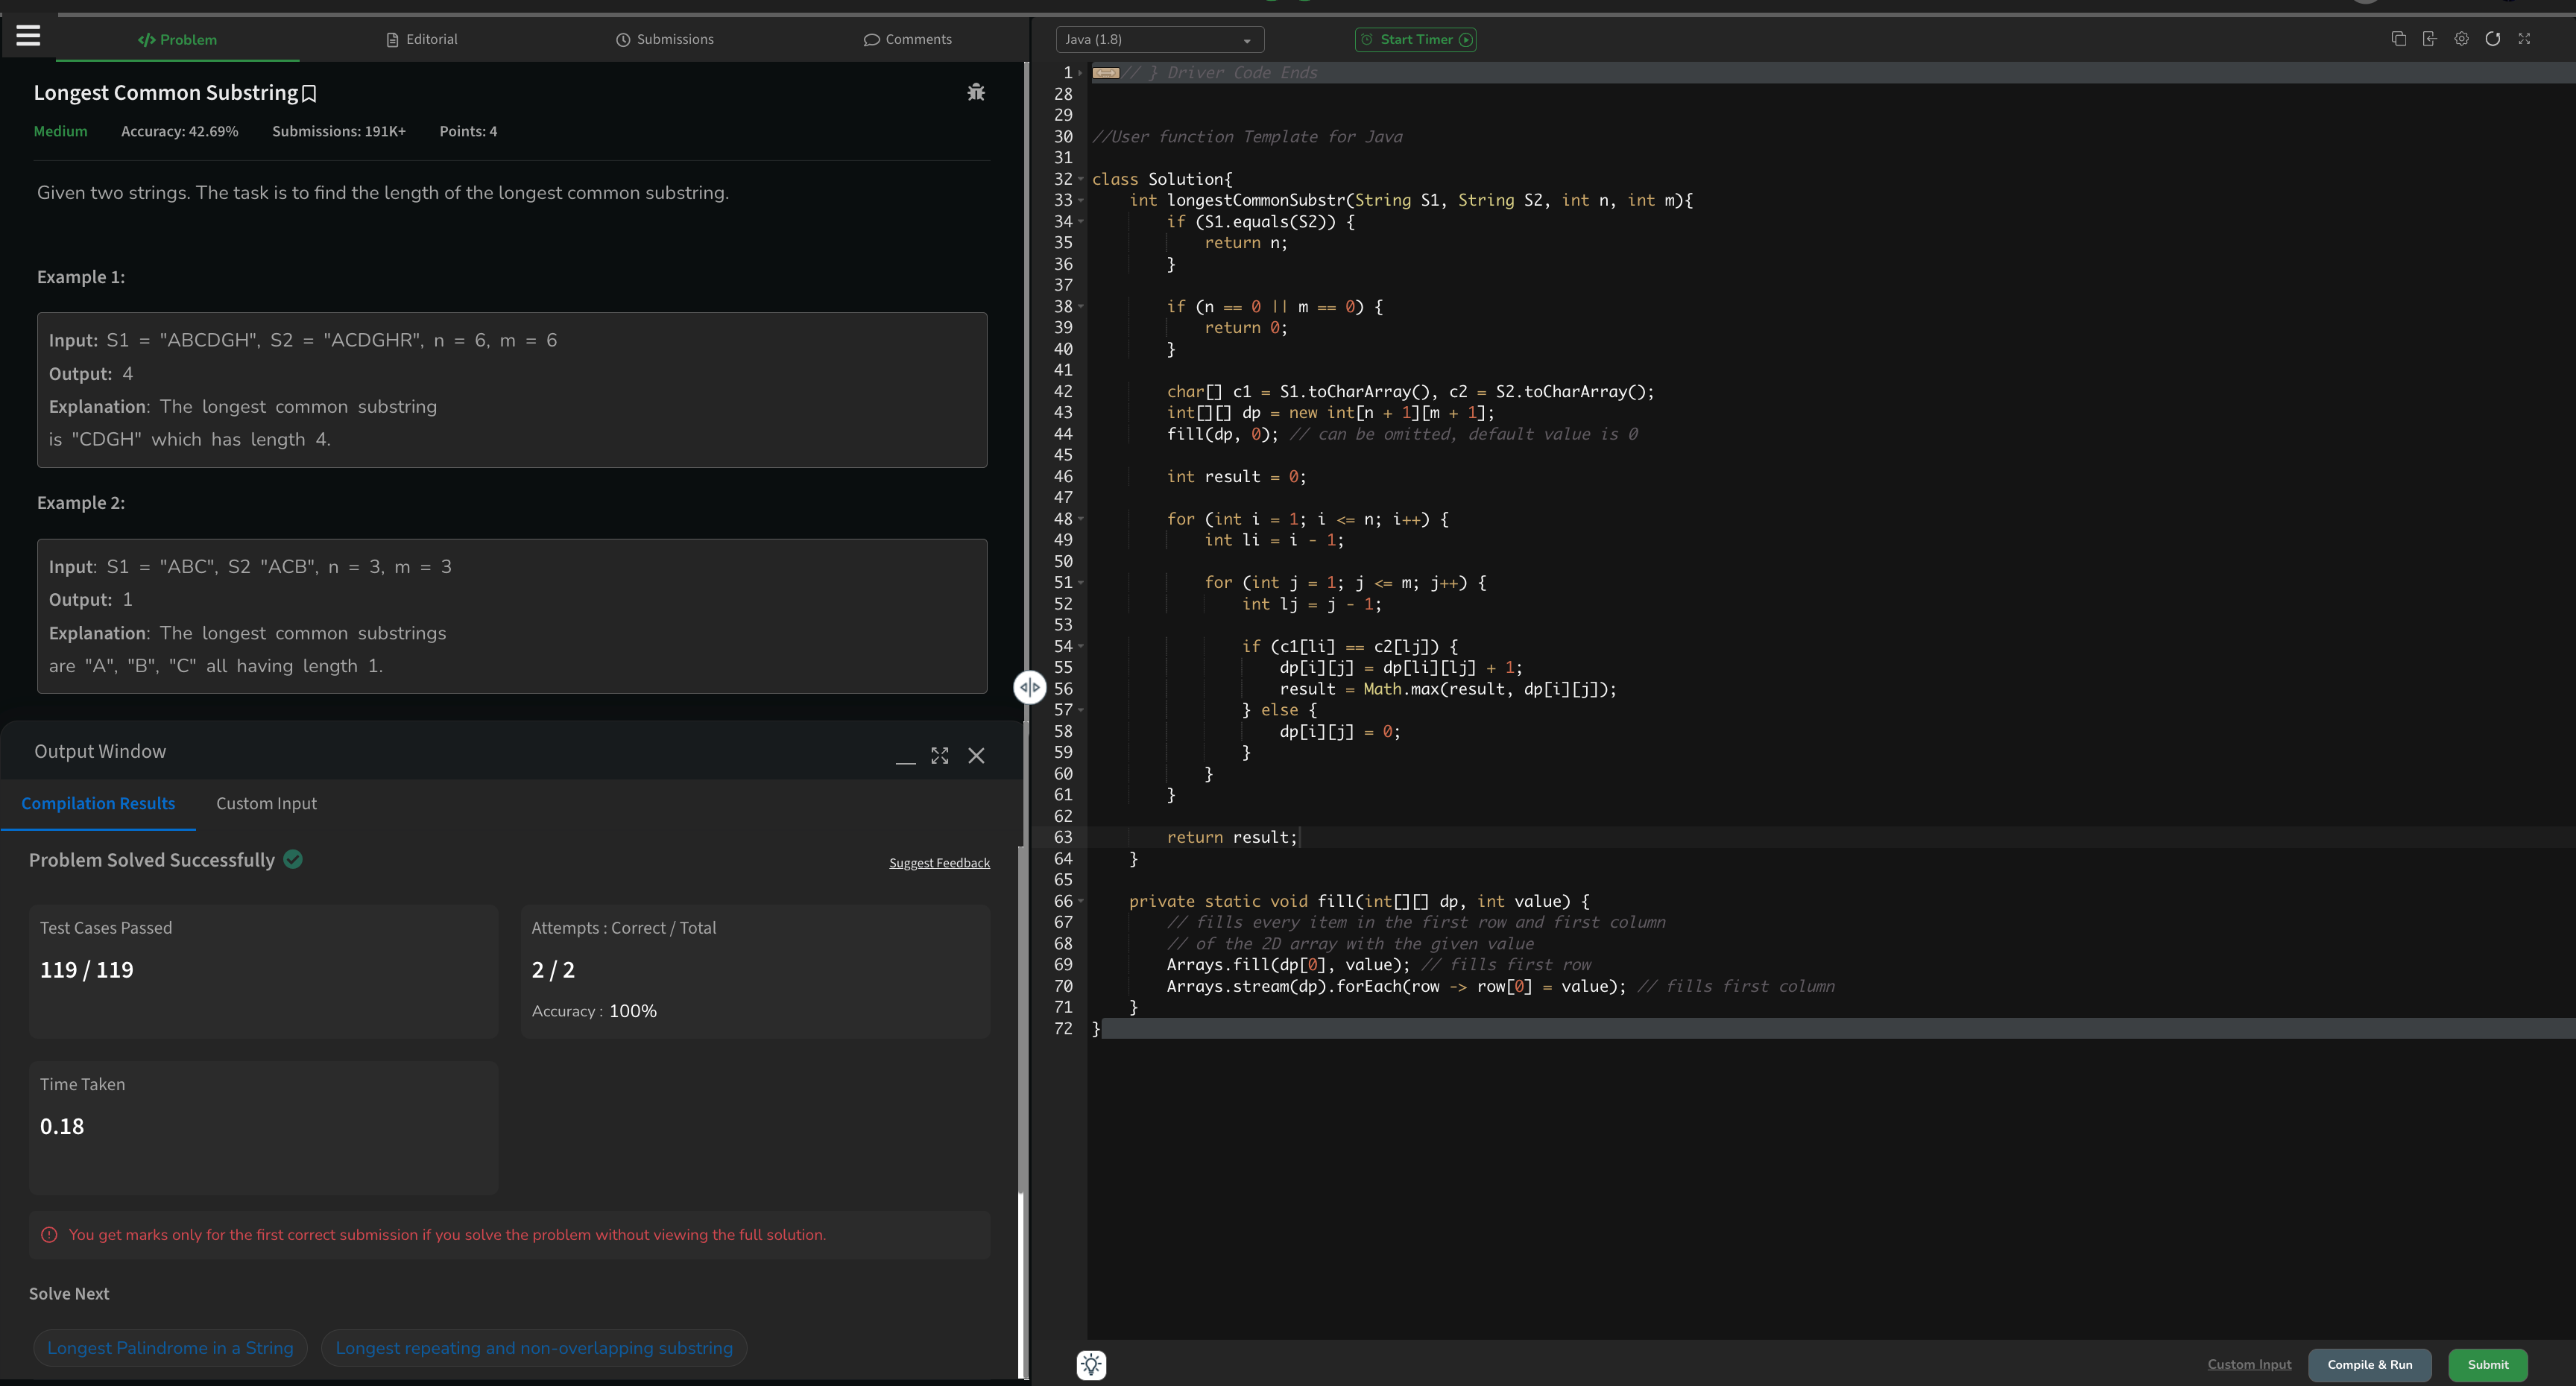 </> Problem
Editorial
Submissions
Comments
Longest Common Substring
Medium Accuracy: 42.69% Submissions: 191K+ Points: 4
Given two strings. The task is to find the length of the longest common substring.
Example 1:
Input: S1 = "ABCDGH", S2 = "ACDGHR", n = 6, m = 6
Output: 4
Explanation: The longest common substring
is "CDGH" which has length 4.
Example 2:
Input: S1 = "ABC", S2 "ACB", n = 3, m = 3
Output: 1
Explanation: The longest common substrings
are "A", "B", "C" all having length 1.
Output Window
Compilation Results Custom Input
Problem Solved Successfully
Suggest Feedback
Test Cases Passed
119 / 119
Attempts : Correct / Total
2 / 2
Accuracy : 100%
Time Taken
0.18
You get marks only for the first correct submission if you solve the problem without viewing the full solution.
Solve Next
Longest Palindrome in a String
Longest repeating and non-overlapping substring
Java (1.8)
Start Timer
1 // } Driver Code Ends
28
29
30 //User function Template for Java
31
32 class Solution{
33     int longestCommonSubstr(String S1, String S2, int n, int m){
34         if (S1.equals(S2)) {
35             return n;
36         }
37
38         if (n == 0 || m == 0) {
39             return 0;
40         }
41
42         char[] c1 = S1.toCharArray(), c2 = S2.toCharArray();
43         int[][] dp = new int[n + 1][m + 1];
44         fill(dp, 0); // can be omitted, default value is 0
45
46         int result = 0;
47
48         for (int i = 1; i <= n; i++) {
49             int li = i - 1;
50
51             for (int j = 1; j <= m; j++) {
52                 int lj = j - 1;
53
54                 if (c1[li] == c2[lj]) {
55                     dp[i][j] = dp[li][lj] + 1;
56                     result = Math.max(result, dp[i][j]);
57                 } else {
58                     dp[i][j] = 0;
59                 }
60             }
61         }
62
63         return result;
64     }
65
66     private static void fill(int[][] dp, int value) {
67         // fills every item in the first row and first column
68         // of the 2D array with the given value
69         Arrays.fill(dp[0], value); // fills first row
70         Arrays.stream(dp).forEach(row -> row[0] = value); // fills first column
71     }
72 }
Custom Input
Compile & Run
Submit